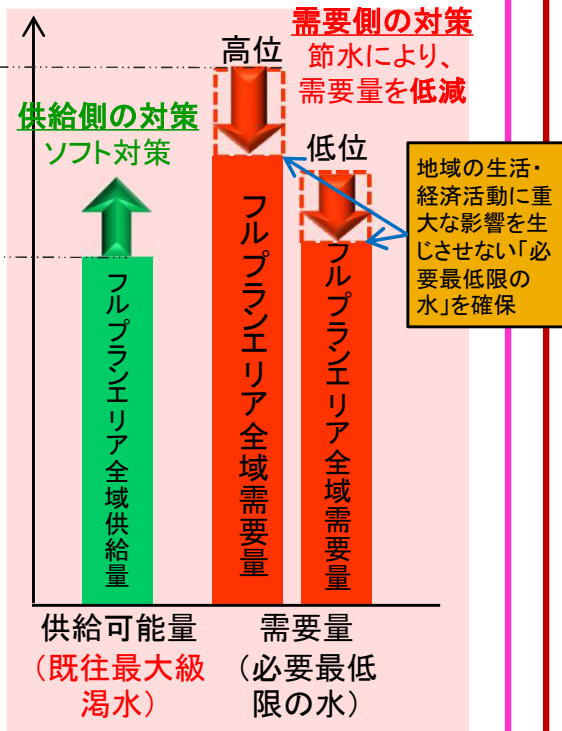 需要側の対策
節水により、
需要量を低減
高位
供給側の対策
ソフト対策
低位
地域の生活・
経済活動に重
大な影響を生
じさせない「必
要最低限の
水」を確保
フルプランエリア全域供給量
フルプランエリア全域需要量
フルプランエリア全域需要量
供給可能量
(既往最大級
渇水)
需要量
(必要最低
限の水)